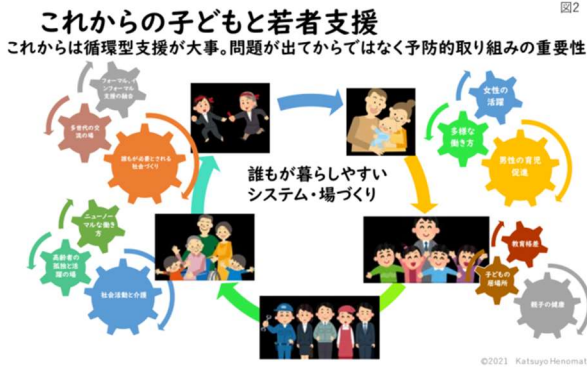 図2
これからの子どもと若者支援
これからは循環型支援が大事。問題が出てからではなく予防的取り組みの重要性
フォーマル、イ
ンフォーマル
支援の融合
多世代の交
流の場
誰もが必要とされる
社会づくり
女性の
活躍
多様な
働き方
男性の育児
促進
誰もが暮らしやすい
システム・場づくり
ニューノー
マルな働き
方
高齢者の
孤独と活
躍の場
社会活動と介護
教育格差
子どもの
居場所
親子の健康
©2021 Katsuyo Henomat